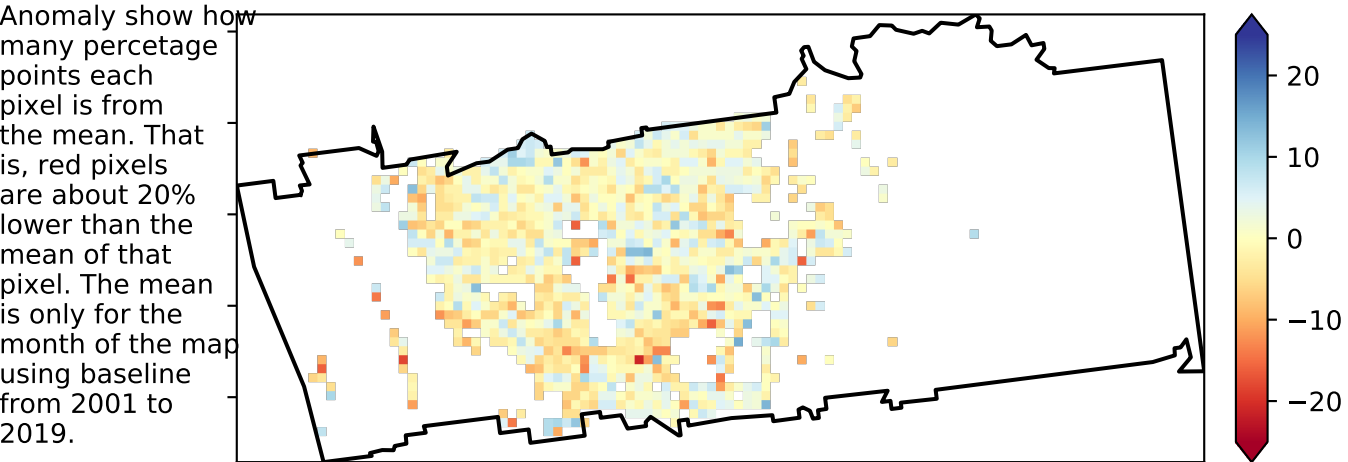 Anomaly show how
many percetage
points each
pixel is from
the mean. That
is, red pixels
are about 20%
lower than the
mean of that
pixel. The mean
is only for the
month of the map
using baseline
from 2001 to
2019.
20
10
0
−10
−20